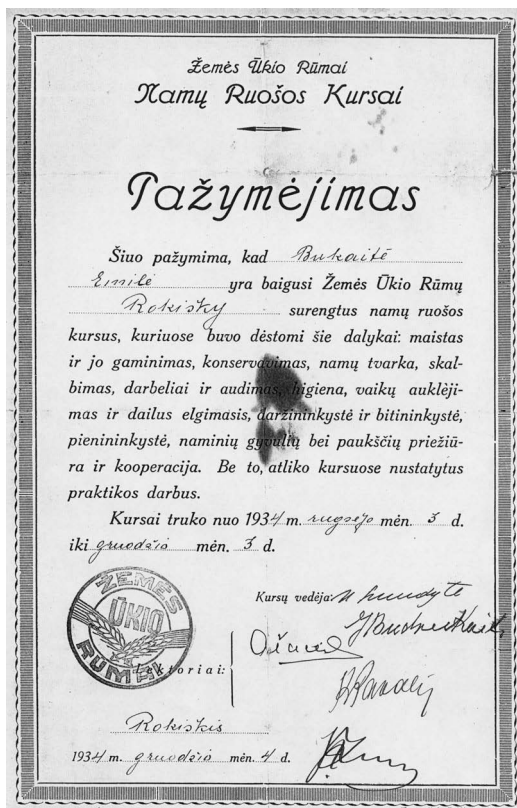 Žemės Ūkio Rūmai
Namų Ruošos Kursai
Pažymėjimas
Šiuo pažymima, kad Bukaitė
Emilė yra baigusi Žemės Ūkio Rūmų
Rokišky surengtus namų ruošos
kursus, kuriuose buvo dėstomi šie dalykai: maistas
ir jo gaminimas, konservavimas, namų tvarka, skal-
bimas, darbeliai ir audimas, higiena, vaikų auklėji-
mas ir dailus elgimasis, daržininkystė ir bitininkystė,
pienininkystė, naminių gyvulių bei paukščių priežiū-
ra ir kooperacija. Be to, atliko kursuose nustatytus
praktikos darbus.
Kursai truko nuo 1934 m. rugsėjo mėn. 3 d.
iki gruodžio mėn. 3 d.
Kursų vedėja:
ŽEMĖS
ŪKIO
RŪMAI
Lektoriai:
Rokiškis
1934 m. gruodžio mėn. 4 d.